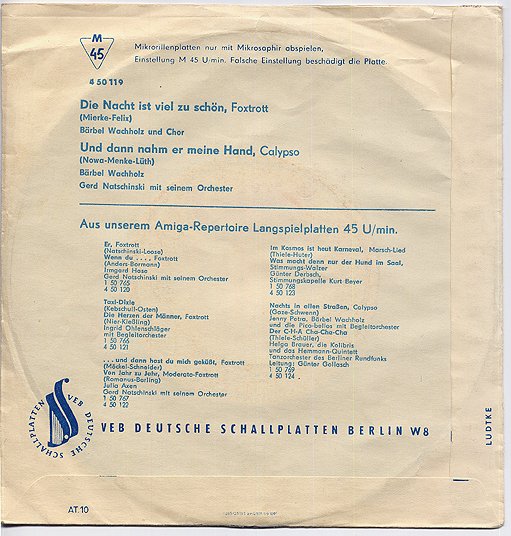 M
45
Mikrorillenplatten nur mit Mikrosaphir abspielen,
Einstellung M 45 U/min. Falsche Einstellung beschädigt die Platte.
4 50 119
Die Nacht ist viel zu schön, Foxtrott
(Mierke-Felix)
Bärbel Wachholz und Chor
Und dann nahm er meine Hand, Calypso
(Nowa-Menke-Lüth)
Bärbel Wachholz
Gerd Natschinski mit seinem Orchester
Aus unserem Amiga-Repertoire Langspielplatten 45 U/min.
Er, Foxtrott
(Natschinski-Loose)
Wenn du . . . . Foxtrott
(Anders-Bormann)
Irmgard Hase
Gerd Natschinski mit seinem Orchester
1 50 765
4 50 120
Taxi-Dixie
(Kebschull-Osten)
Die Herzen der Männer, Foxtrott
(Nier-Kleßling)
Ingrid Ohlenschläger
mit Begleitorchester
1 50 766
4 50 121
. . . und dann hast du mich geküßt, Foxtrott
(Möckel-Schneider)
Von Jahr zu Jahr, Moderato-Foxtrott
(Romanus-Barling)
Julia Axen
Gerd Natschinski mit seinem Orchester
1 50 767
4 50 122
Im Kosmos ist heut Karneval, Marsch-Lied
(Thiele-Huter)
Was macht denn nur der Hund im Saal,
Stimmungs-Walzer
Günter Derbsch,
Stimmungskapelle Kurt Beyer
1 50 768
4 50 123
Nachts in allen Straßen, Calypso
(Gaze-Schwenn)
Jenny Petra, Bärbel Wachholz
und die Pico-bellos mit Begleitorchester
Der C-H-A Cha-Cha-Cha
(Thiele-Schüller)
Helga Brauer, die Kolibris
und das Hemmann-Quintett
Tanzorchester des Berliner Rundfunks
Leitung: Günter Gollasch
1 50 769
4 50 124
VEB DEUTSCHE SCHALLPLATTEN
VEB DEUTSCHE SCHALLPLATTEN BERLIN W8
LUDTKE
AT. 10